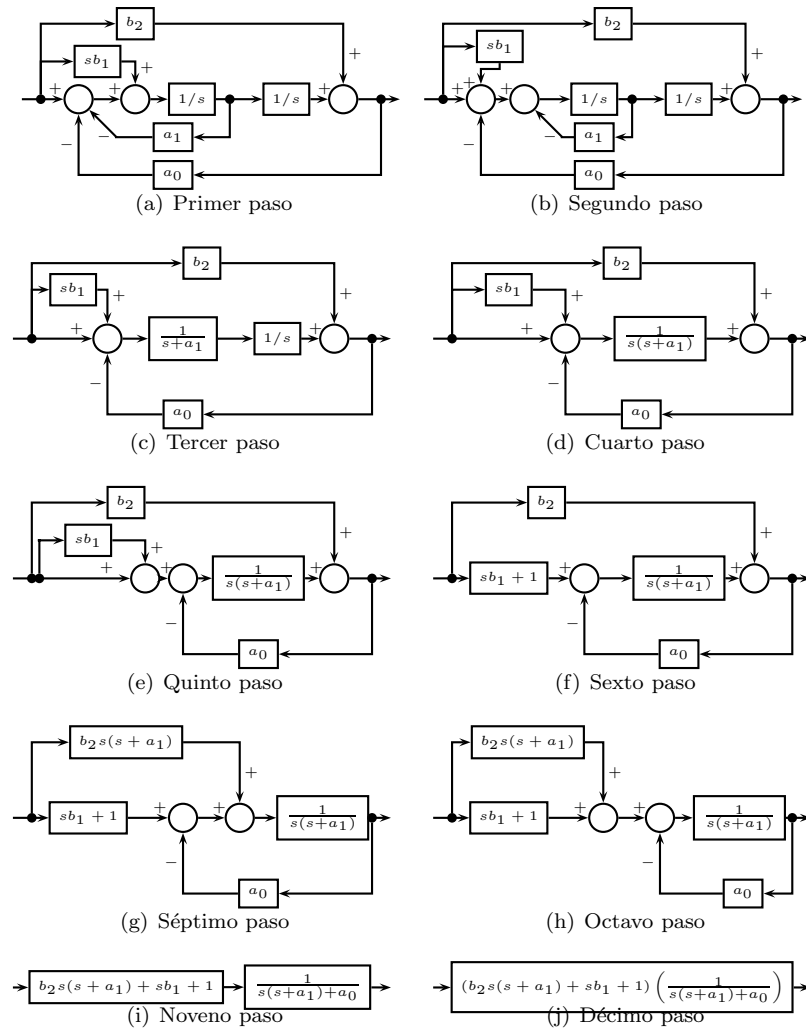 b₂ b₂
+ +
sb₁ sb₁
+ + + + + +
1/s 1/s + 1/s 1/s +
− a₁ − a₁
− a₀ − a₀
(a) Primer paso (b) Segundo paso
b₂ b₂
sb₁ + + sb₁ + +
+ 1/(s+a₁) 1/s + + 1/(s(s+a₁)) +
− −
a₀ a₀
(c) Tercer paso (d) Cuarto paso
b₂ b₂
sb₁ + + +
+ + 1/(s(s+a₁)) + sb₁ + 1 + 1/(s(s+a₁)) +
− −
a₀ a₀
(e) Quinto paso (f) Sexto paso
b₂s(s + a₁) b₂s(s + a₁)
+ +
sb₁ + 1 + + 1/(s(s+a₁)) sb₁ + 1 + + 1/(s(s+a₁))
− −
a₀ a₀
(g) Séptimo paso (h) Octavo paso
b₂s(s + a₁) + sb₁ + 1 1/(s(s+a₁)+a₀) (b₂s(s + a₁) + sb₁ + 1) (1/(s(s+a₁)+a₀))
(i) Noveno paso (j) Décimo paso